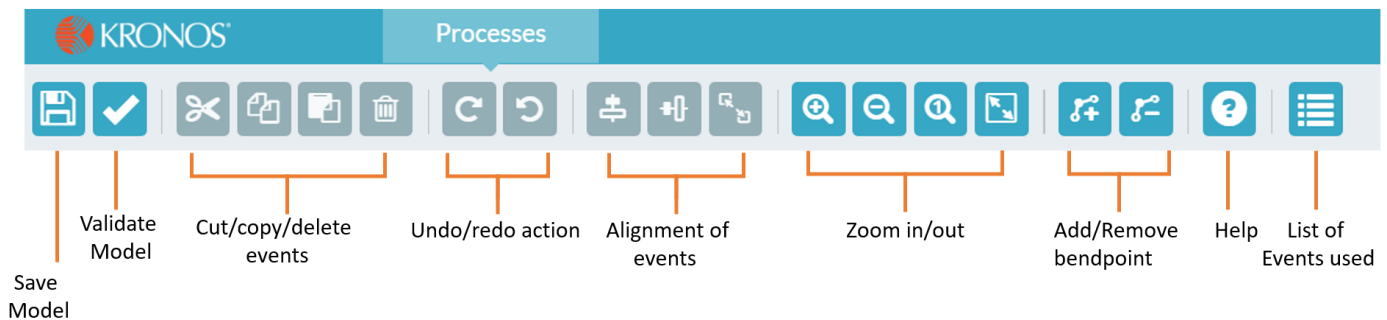 KRONOS®
Processes
1
?
Save
Model
Validate
Model
Cut/copy/delete
events
Undo/redo action
Alignment of
events
Zoom in/out
Add/Remove
bendpoint
Help
List of
Events used